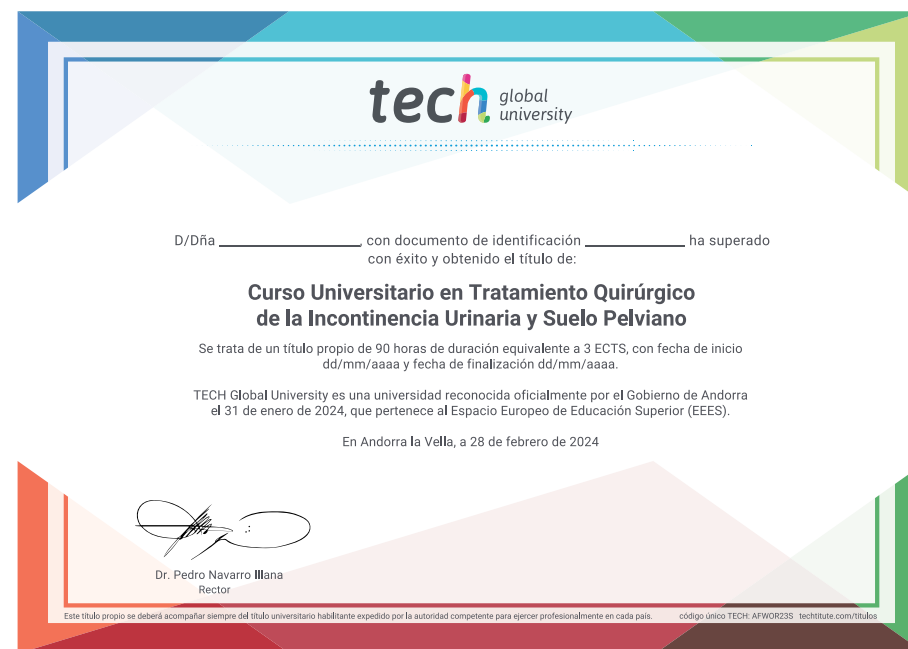 tech global university
D/Dña ____________________, con documento de identificación ______________ ha superado
con éxito y obtenido el título de:
Curso Universitario en Tratamiento Quirúrgico
de la Incontinencia Urinaria y Suelo Pelviano
Se trata de un título propio de 90 horas de duración equivalente a 3 ECTS, con fecha de inicio
dd/mm/aaaa y fecha de finalización dd/mm/aaaa.
TECH Global University es una universidad reconocida oficialmente por el Gobierno de Andorra
el 31 de enero de 2024, que pertenece al Espacio Europeo de Educación Superior (EEES).
En Andorra la Vella, a 28 de febrero de 2024
Dr. Pedro Navarro Illana
Rector
Este título propio se deberá acompañar siempre del título universitario habilitante expedido por la autoridad competente para ejercer profesionalmente en cada país. código único TECH: AFWOR23S techtitute.com/titulos